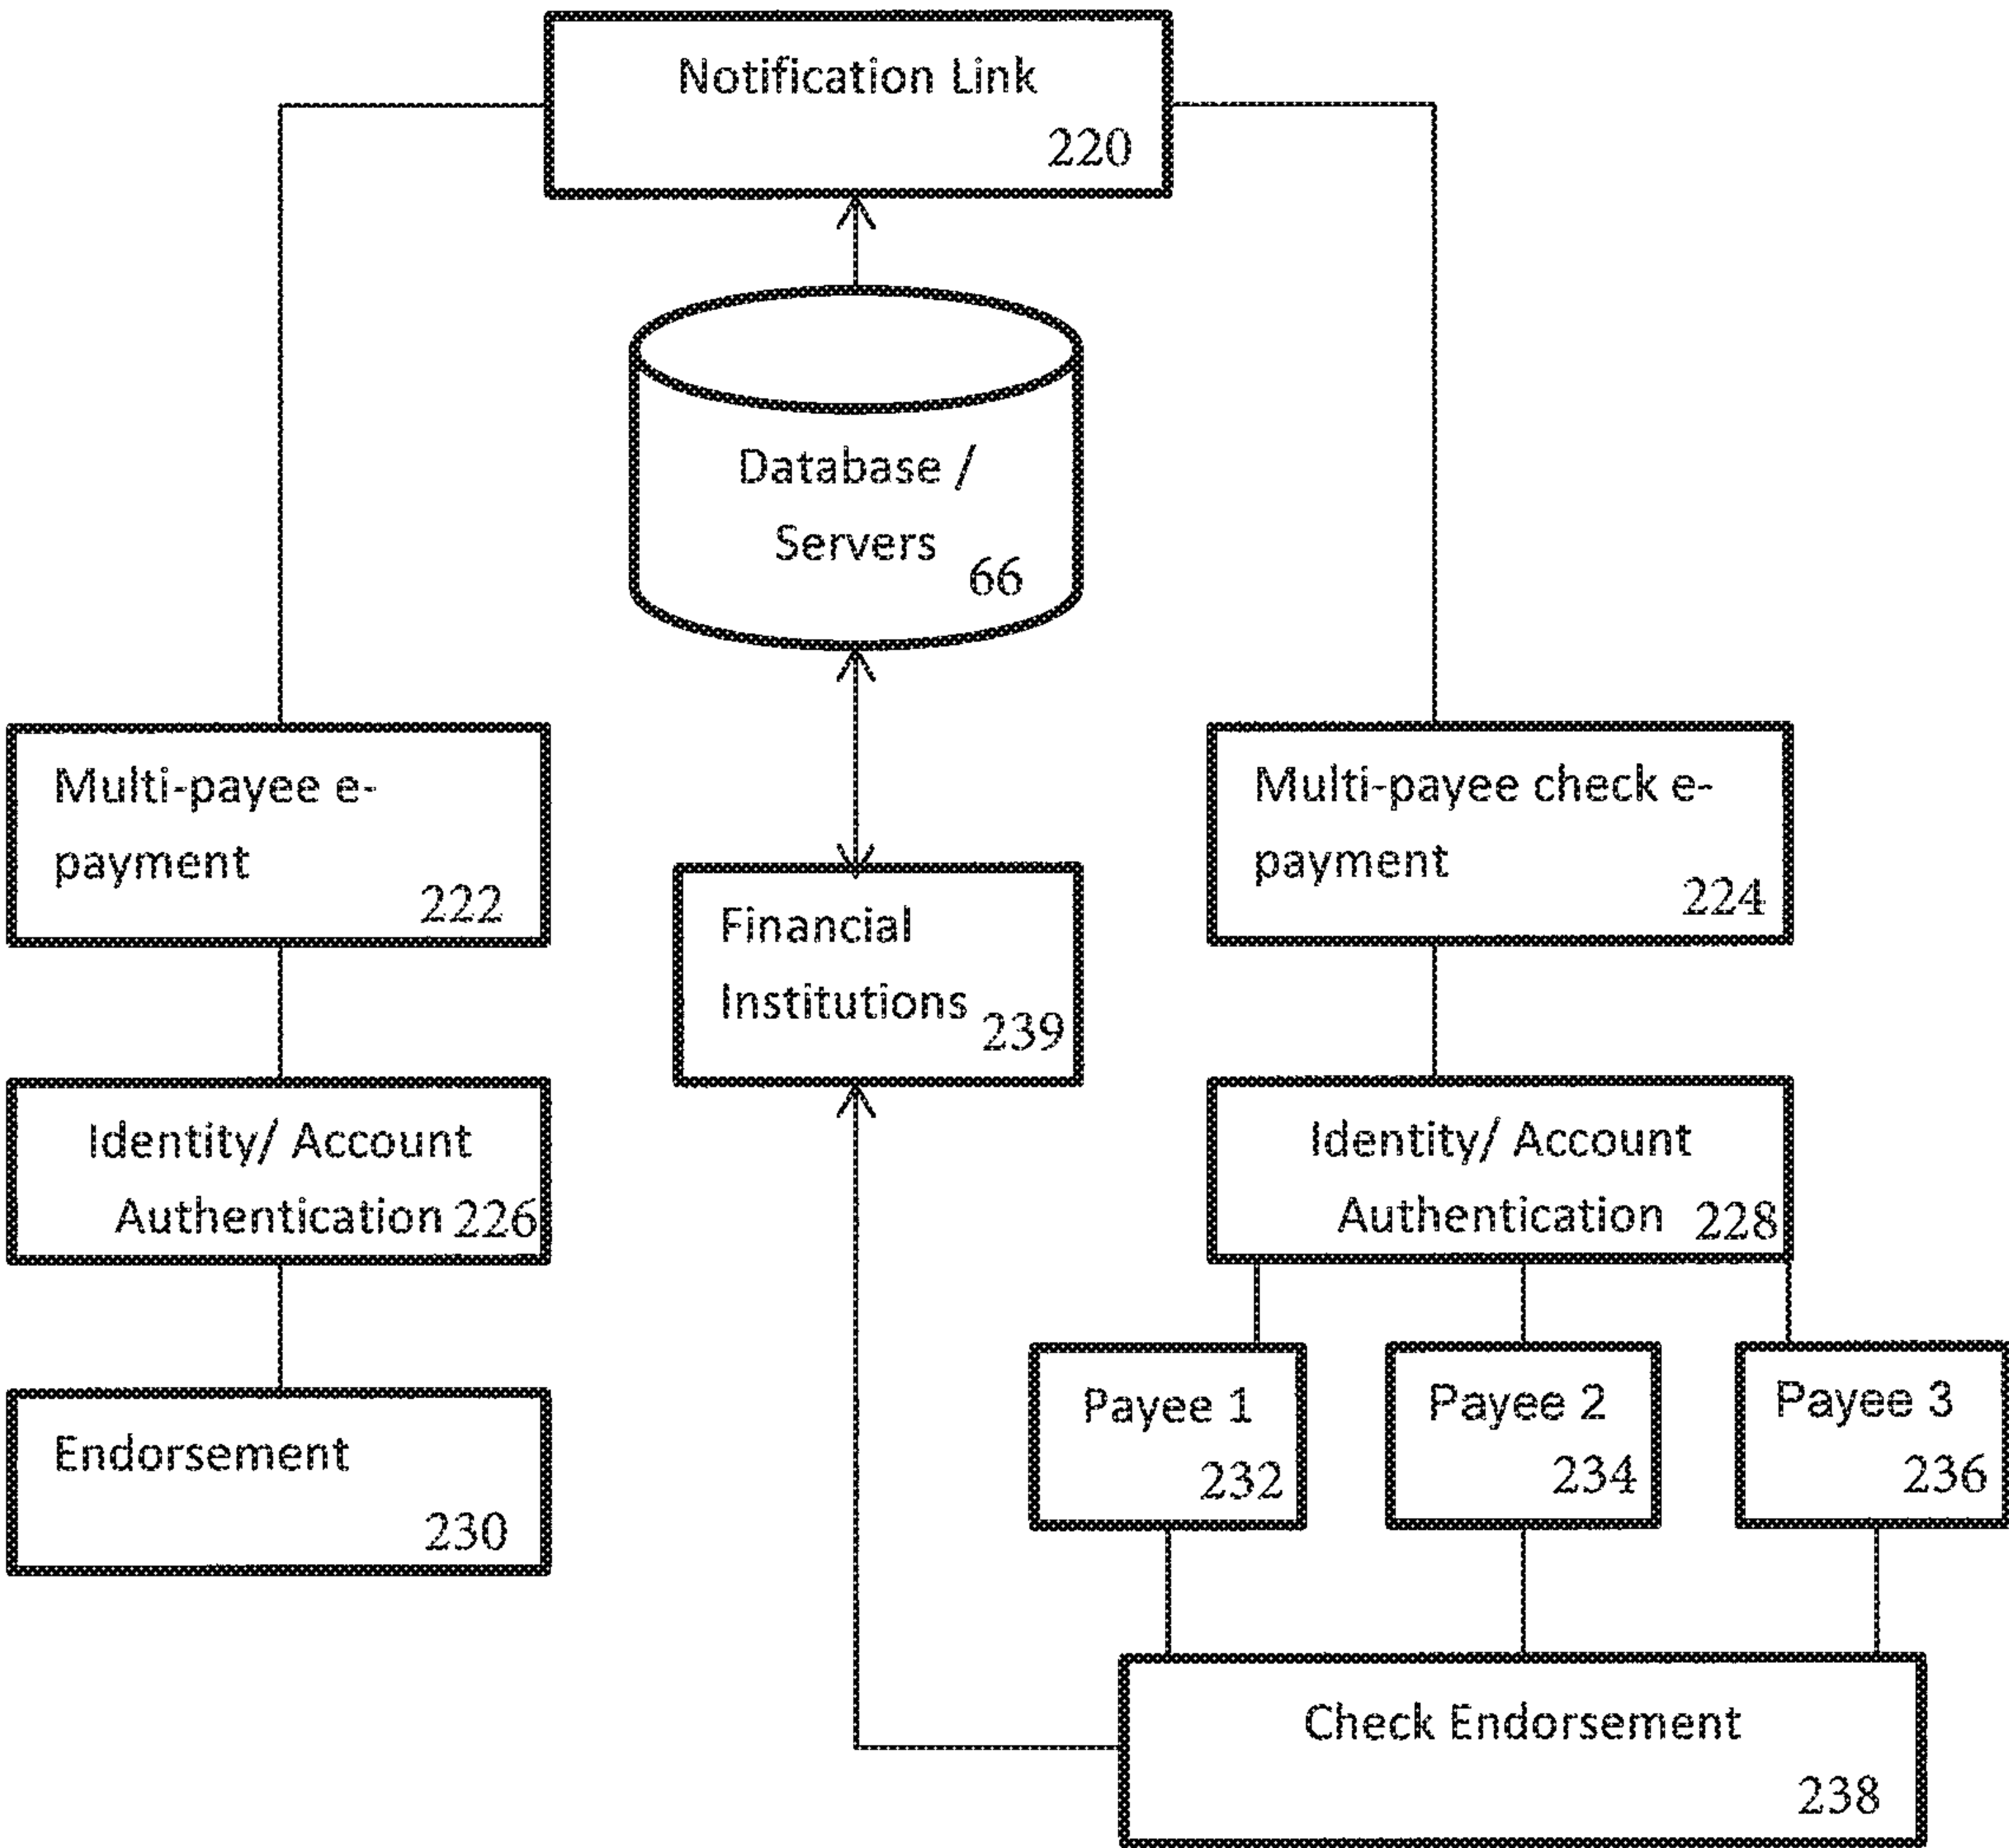 Notification Link
220
Database /
Servers
66
Multi-payee e-
payment
222
Financial
Institutions
239
Multi-payee check e-
payment
224
Identity/ Account
Authentication 226
Identity/ Account
Authentication 228
Endorsement
230
Payee 1
232
Payee 2
234
Payee 3
236
Check Endorsement
238